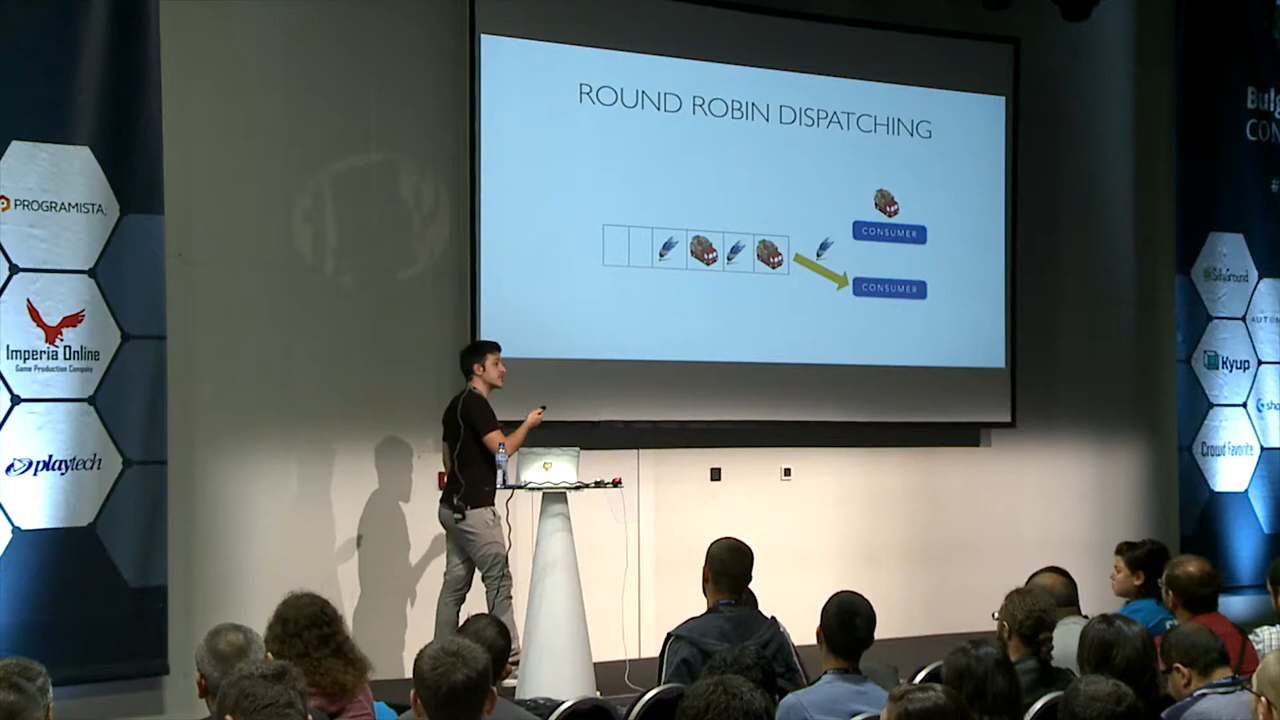 ROUND ROBIN DISPATCHING
CONSUMER
CONSUMER
PROGRAMISTA
Imperia Online
Game Production Company
playtech
Kyup
Crowd Favorite